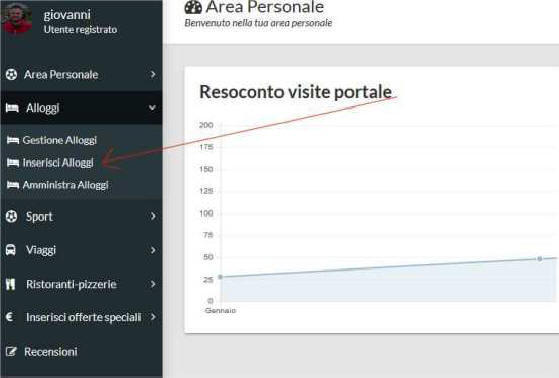 giovanni
Utente registrato
Area Personale
Alloggi
Gestione Alloggi
Inserisci Alloggi
Amministra Alloggi
Sport
Viaggi
Ristoranti-pizzerie
Inserisci offerte speciali
Recensioni
Area Personale
Benvenuto nella tua area personale
Resoconto visite portale
200
175
150
125
100
75
50
25
0
Gennaio